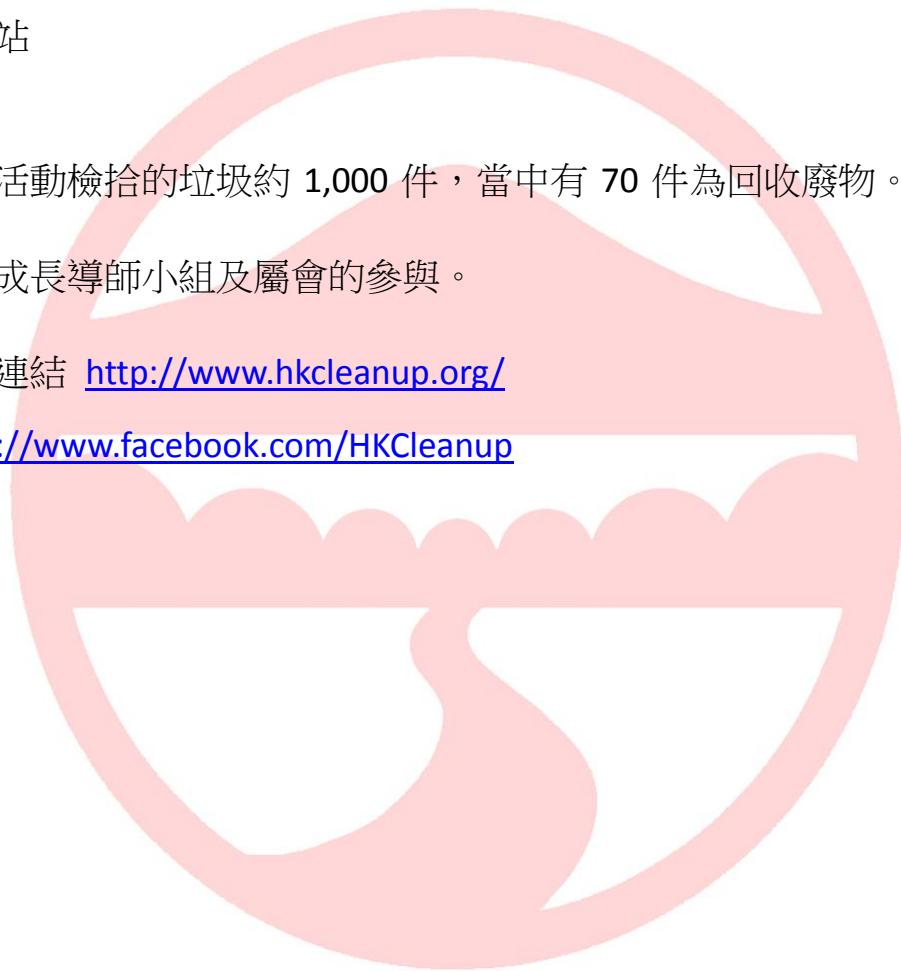 站
活動檢拾的垃圾約 1,000 件，當中有 70 件為回收廢物。
成長導師小組及屬會的參與。
連結 http://www.hkcleanup.org/
://www.facebook.com/HKCleanup